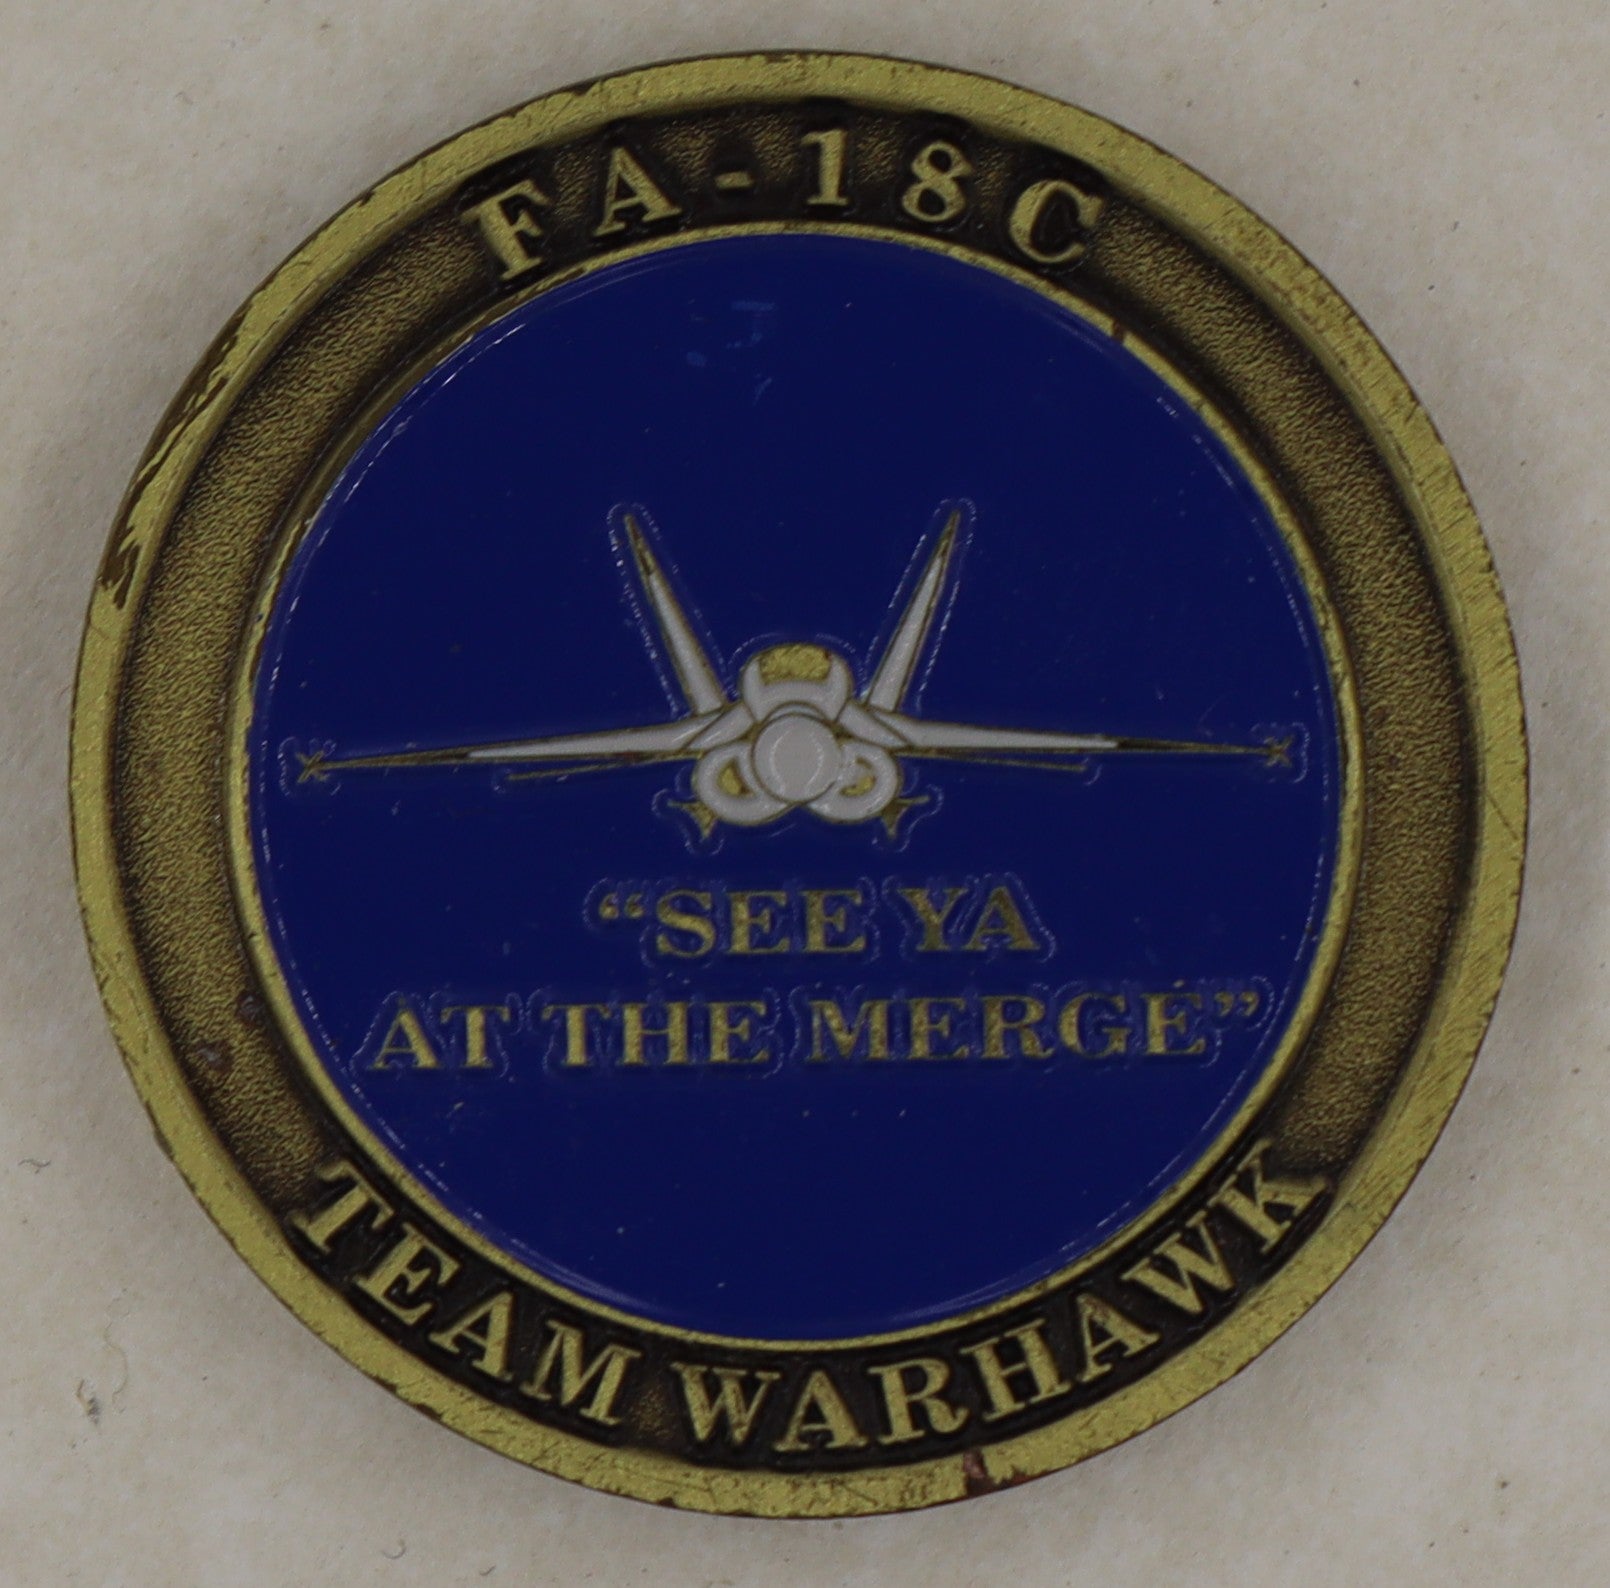 FA-18C
“SEE YA
AT THE MERGE”
TEAM WARHAWK